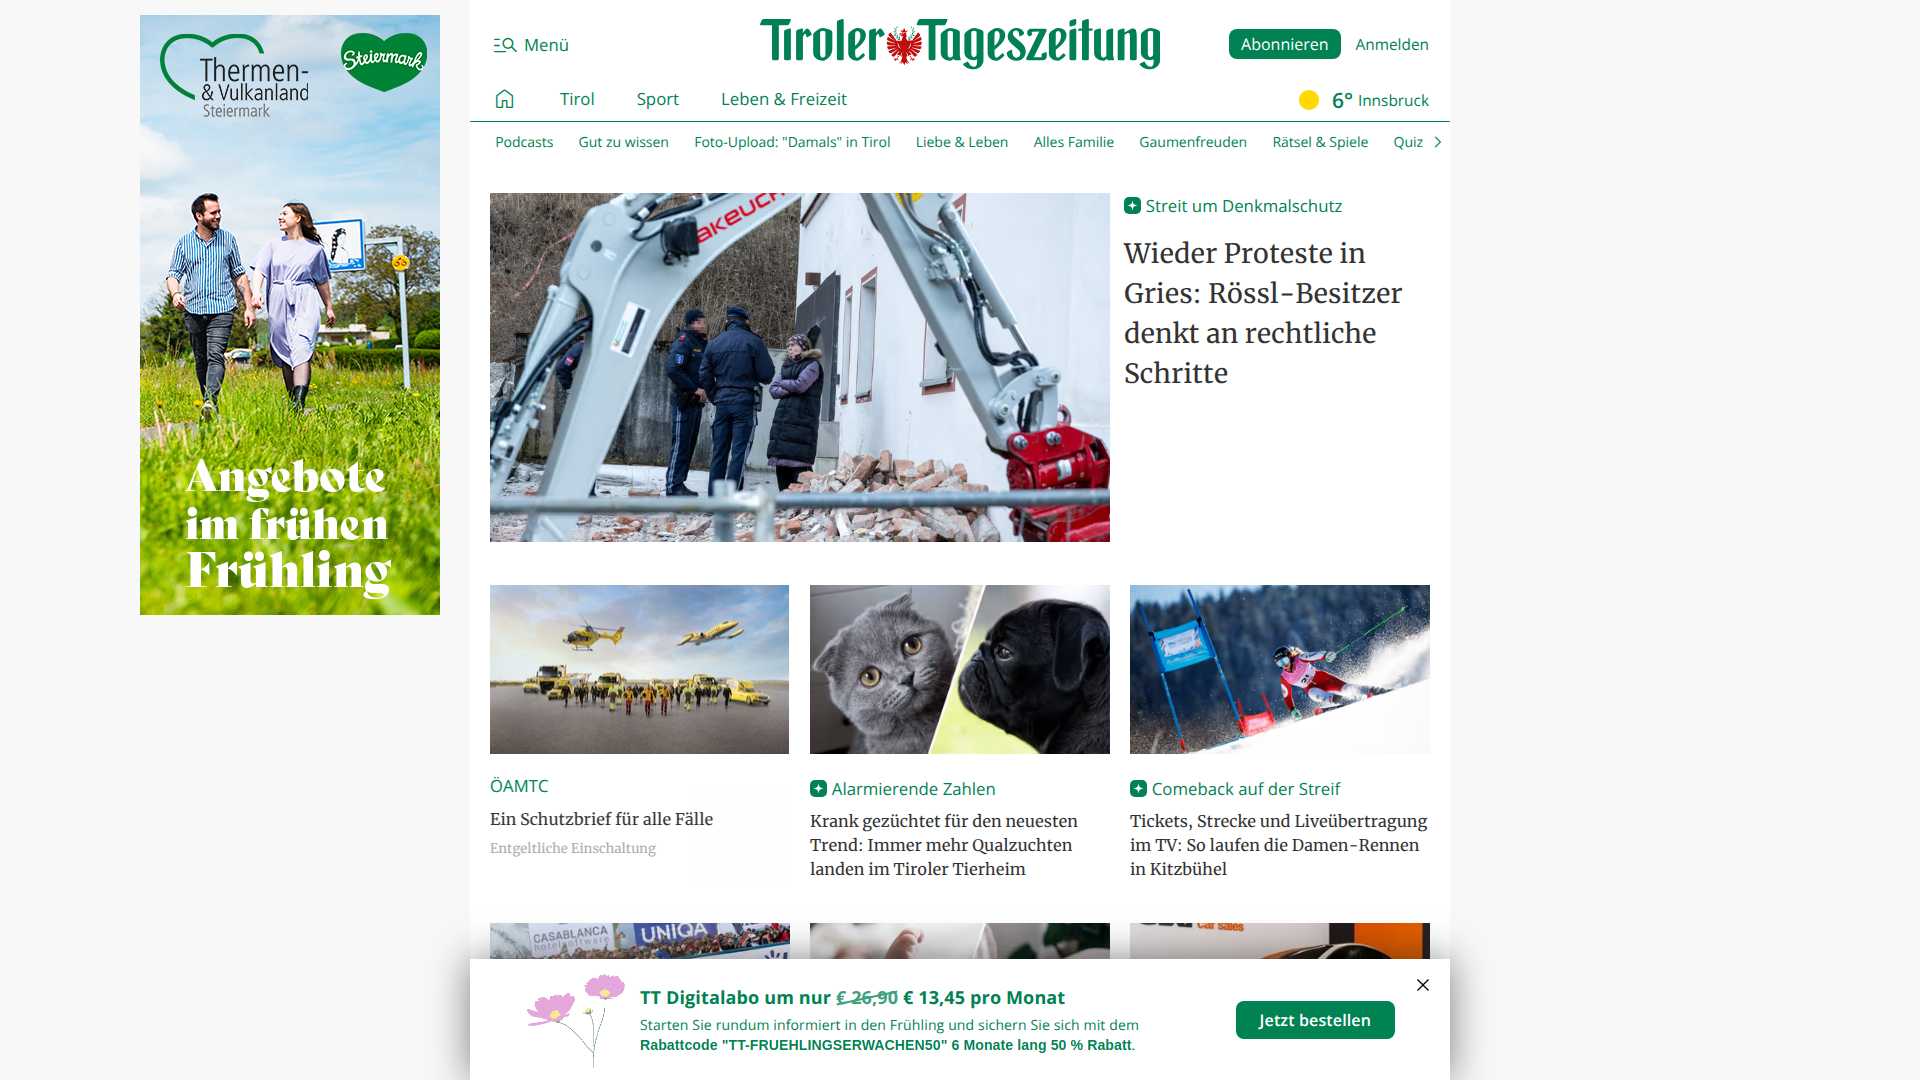 Thermen-
& Vulkanland
Steiermark
Steiermark
Angebote
im frühen
Frühling
Menü
Tiroler Tageszeitung
Abonnieren
Anmelden
Tirol
Sport
Leben & Freizeit
6° Innsbruck
Podcasts
Gut zu wissen
Foto-Upload: "Damals" in Tirol
Liebe & Leben
Alles Familie
Gaumenfreuden
Rätsel & Spiele
Quiz
AKEUCH
Streit um Denkmalschutz
Wieder Proteste in
Gries: Rössl-Besitzer
denkt an rechtliche
Schritte
ÖAMTC
Ein Schutzbrief für alle Fälle
Entgeltliche Einschaltung
Alarmierende Zahlen
Krank gezüchtet für den neuesten
Trend: Immer mehr Qualzuchten
landen im Tiroler Tierheim
Comeback auf der Streif
Tickets, Strecke und Liveübertragung
im TV: So laufen die Damen-Rennen
in Kitzbühel
CASABLANCA
hotelsoftware
UNIQA
car sales
TT Digitalabo um nur € 26,90 € 13,45 pro Monat
Starten Sie rundum informiert in den Frühling und sichern Sie sich mit dem
Rabattcode "TT-FRUEHLINGSERWACHEN50" 6 Monate lang 50 % Rabatt.
Jetzt bestellen